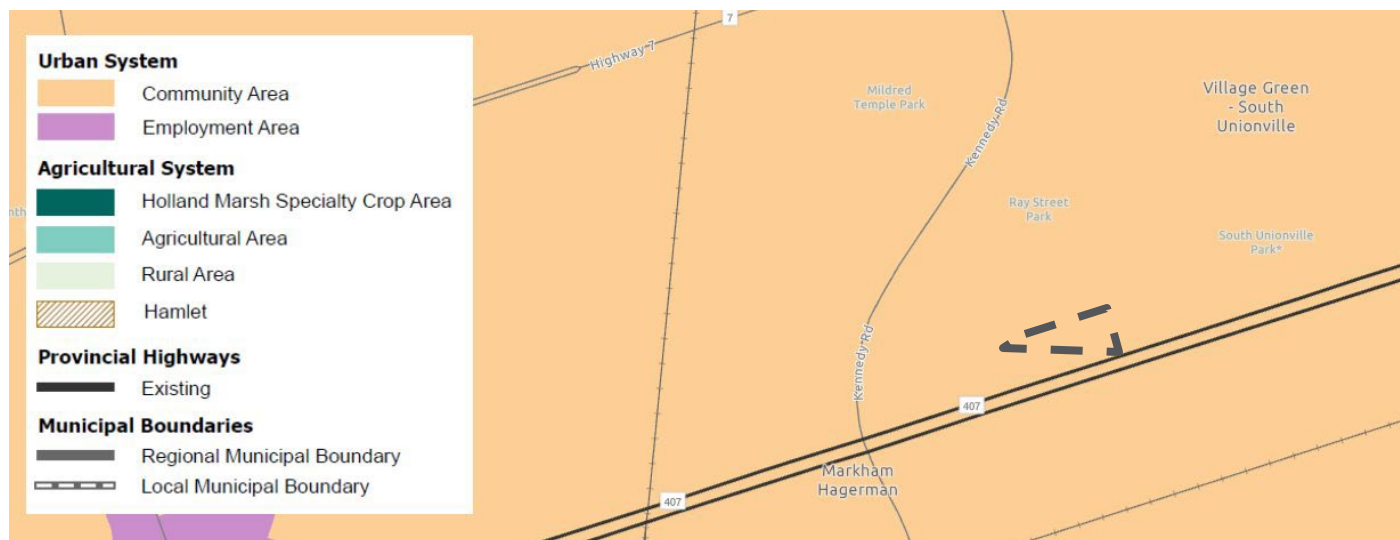 Urban System
Community Area
Employment Area
Agricultural System
Holland Marsh Specialty Crop Area
Agricultural Area
Rural Area
Hamlet
Provincial Highways
Existing
Municipal Boundaries
Regional Municipal Boundary
Local Municipal Boundary
7
Highway 7
Mildred
Temple Park
Kennedy Rd
Village Green
- South
Unionville
Ray Street
Park
South Unionville
Park*
Kennedy Rd
407
Markham
Hagerman
407